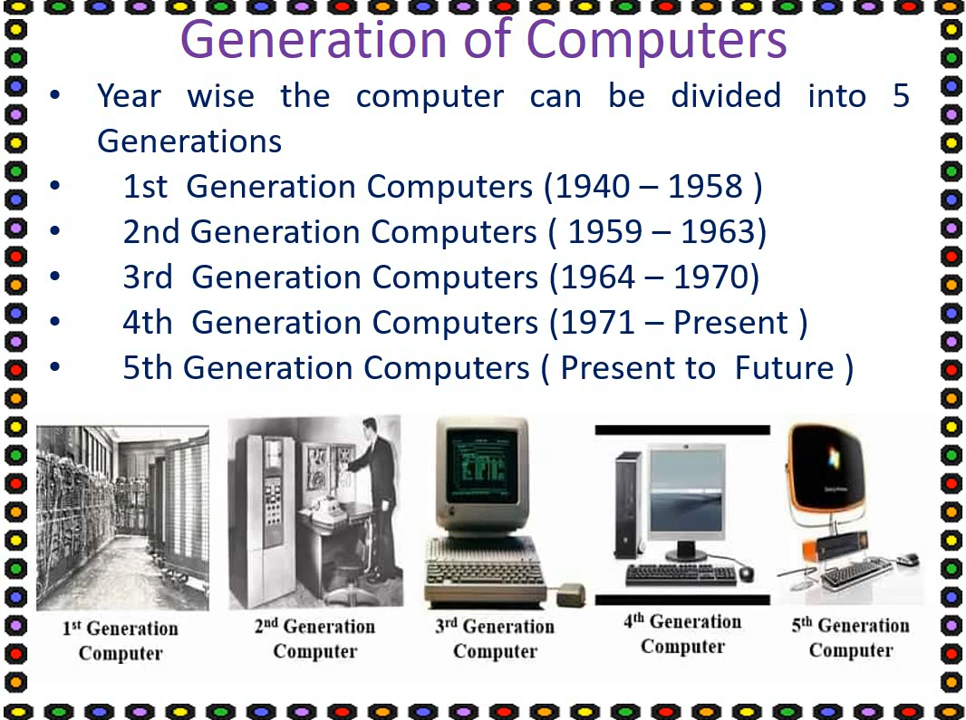 Generation of Computers
• Year wise the computer can be divided into 5
Generations
• 1st Generation Computers (1940 – 1958 )
• 2nd Generation Computers ( 1959 – 1963)
• 3rd Generation Computers (1964 – 1970)
• 4th Generation Computers (1971 – Present )
• 5th Generation Computers ( Present to Future )
1st Generation
Computer
2nd Generation
Computer
3rd Generation
Computer
4th Generation
Computer
5th Generation
Computer